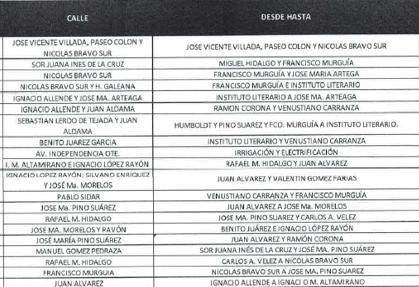 CALLE DESDE HASTA
JOSE VICENTE VILLADA, PASEO COLON Y
NICOLAS BRAVO SUR JOSE VICENTE VILLADA, PASEO COLON Y NICOLAS BRAVO SUR
SOR JUANA INES DE LA CRUZ MIGUEL HIDALGO Y FRANCISCO MURGUÍA
NICOLAS BRAVO SUR FRANCISCO MURGUÍA Y JOSE MARIA ARTEGA
NICOLAS BRAVO SUR Y H. GALEANA FRANCISCO MURGUÍA E INSTITUTO LITERARIO
IGNACIO ALLENDE Y JOSE MA. ARTEAGA INSTITUTO LITERARIO A JOSE MA. ARTEAGA
IGNACIO ALLENDE Y JUAN ALDAMA RAMON CORONA Y VENUSTIANO CARRANZA
SEBASTIAN LERDO DE TEJADA Y JUAN
ALDAMA HUMBOLDT Y PINO SUAREZ Y FCO. MURGUÍA A INSTITUTO LITERARIO.
BENITO JUAREZ GARCIA INSTITUTO LITERARIO Y VENUSTIANO CARRANZA
AV. INDEPENDENCIA OTE. IRRIGACIÓN Y ELECTRIFICACIÓN
I. M. ALTAMIRANO E IGNACIO LÓPEZ RAYÓN RAFAEL M. HIDALGO Y JUAN ALVAREZ
IGNACIO LOPEZ RAYON; SILVANO ENRIQUEZ
Y JOSÉ Ma. MORELOS JUAN ALVAREZ Y VALENTIN GOMEZ FARIAS
PABLO SIDAR VENUSTIANO CARRANZA Y FRANCISCO MURGUÍA
JOSE Ma. PINO SUÁREZ JUAN ALVAREZ A JOSE Ma. MORELOS
RAFAEL M. HIDALGO JOSE MA. PINO SUAREZ Y CARLOS A. VELEZ
JOSE MA. MORELOS Y PAVÓN BENITO JUÁREZ E IGNACIO LÓPEZ RAYÓN
JOSÉ MARÍA PINO SUÁREZ JUAN ALVAREZ Y RAMÓN CORONA
MANUEL GOMEZ PEDRAZA SOR JUANA INÉS DE LA CRUZ Y JOSÉ MA. PINO SUÁREZ
RAFAEL M. HIDALGO CARLOS A. VELEZ A NICOLAS BRAVO SUR
FRANCISCO MURGUIA NICOLAS BRAVO SUR A JOSE MA. PINO SUAREZ
JUAN ALVAREZ IGNACIO ALLENDE A IGNACI O M. ALTAMIRANO